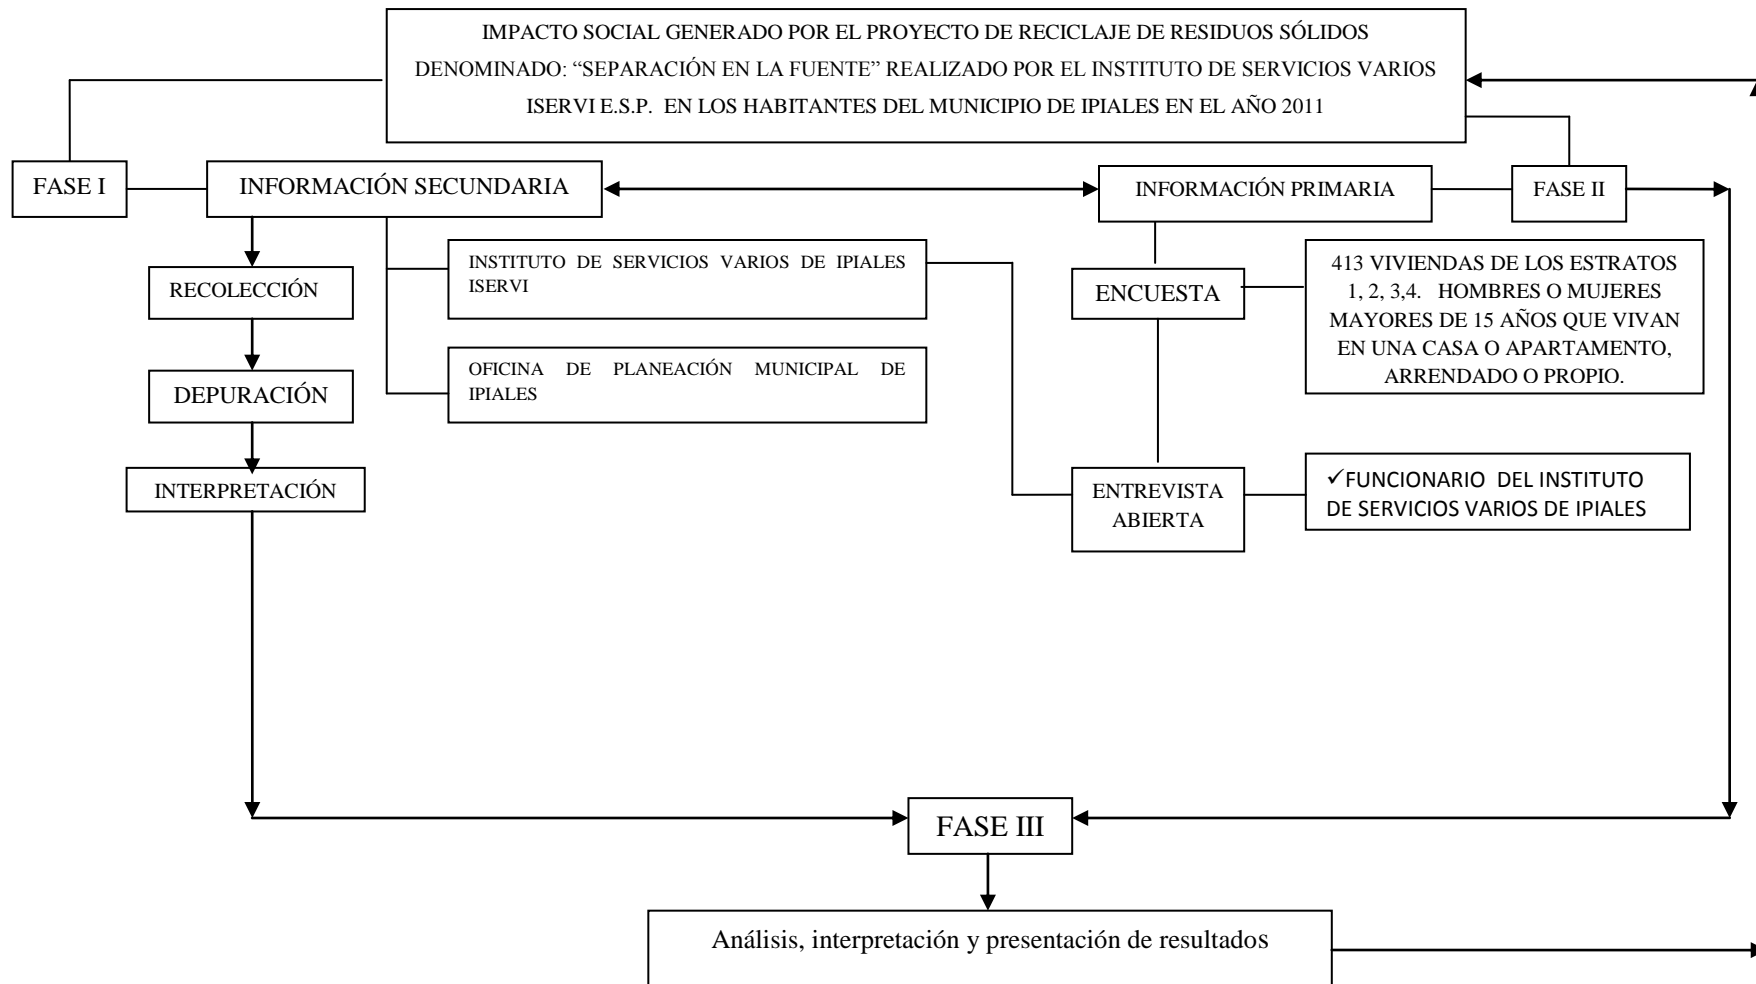 IMPACTO SOCIAL GENERADO POR EL PROYECTO DE RECICLAJE DE RESIDUOS SÓLIDOS
DENOMINADO: “SEPARACIÓN EN LA FUENTE” REALIZADO POR EL INSTITUTO DE SERVICIOS VARIOS
ISERVI E.S.P. EN LOS HABITANTES DEL MUNICIPIO DE IPIALES EN EL AÑO 2011
FASE I
INFORMACIÓN SECUNDARIA
INFORMACIÓN PRIMARIA
FASE II
RECOLECCIÓN
DEPURACIÓN
INTERPRETACIÓN
INSTITUTO DE SERVICIOS VARIOS DE IPIALES
ISERVI
OFICINA DE PLANEACIÓN MUNICIPAL DE
IPIALES
ENCUESTA
413 VIVIENDAS DE LOS ESTRATOS
1, 2, 3,4. HOMBRES O MUJERES
MAYORES DE 15 AÑOS QUE VIVAN
EN UNA CASA O APARTAMENTO,
ARRENDADO O PROPIO.
ENTREVISTA
ABIERTA
✓FUNCIONARIO DEL INSTITUTO
DE SERVICIOS VARIOS DE IPIALES
FASE III
Análisis, interpretación y presentación de resultados